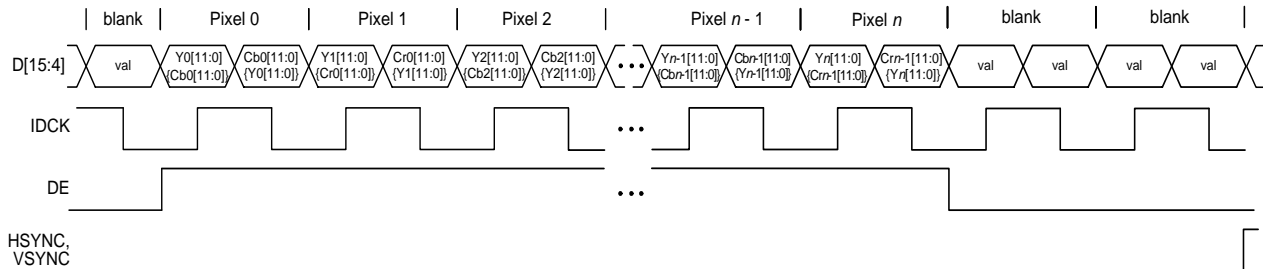 blank Pixel 0 Pixel 1 Pixel 2 Pixel n - 1 Pixel n blank blank
D[15:4] val Y0[11:0] {Cb0[11:0]} Cb0[11:0] {Y0[11:0]} Y1[11:0] {Cr0[11:0]} Cr0[11:0] {Y1[11:0]} Y2[11:0] {Cb2[11:0]} Cb2[11:0] {Y2[11:0]} ••• Yn-1[11:0] {Cbn-1[11:0]} Cbn-1[11:0] {Yn-1[11:0]} Yn[11:0] {Crn-1[11:0]} Crn-1[11:0] {Yn[11:0]} val val val val
IDCK •••
DE •••
HSYNC,
VSYNC